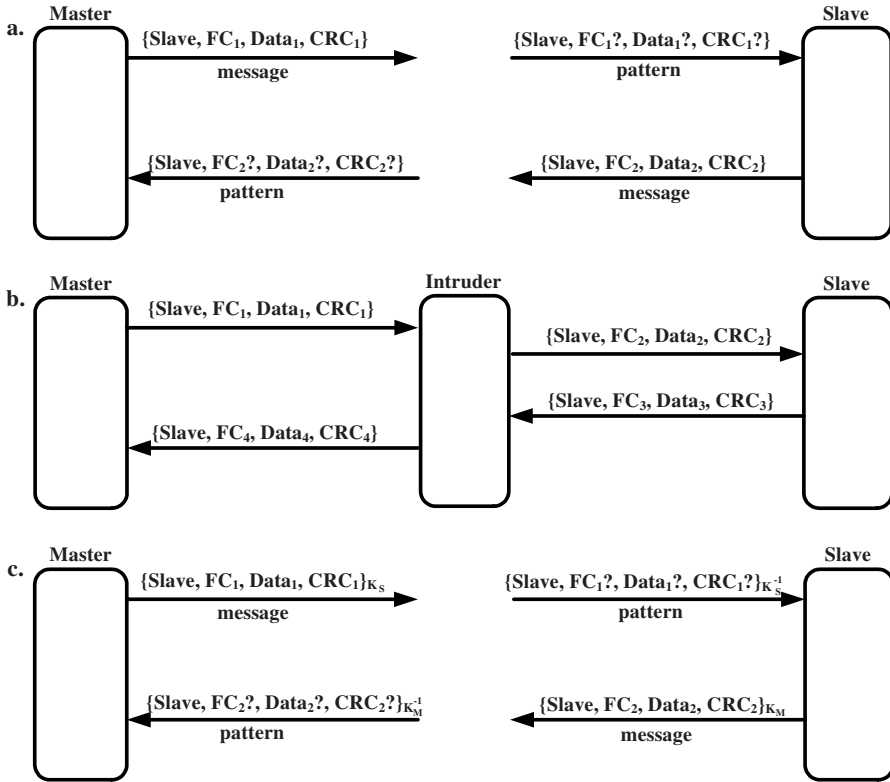 a.
Master
Slave
{Slave, FC₁, Data₁, CRC₁}
message
{Slave, FC₁?, Data₁?, CRC₁?}
pattern
{Slave, FC₂?, Data₂?, CRC₂?}
pattern
{Slave, FC₂, Data₂, CRC₂}
message
b.
Master
Intruder
Slave
{Slave, FC₁, Data₁, CRC₁}
{Slave, FC₂, Data₂, CRC₂}
{Slave, FC₃, Data₃, CRC₃}
{Slave, FC₄, Data₄, CRC₄}
c.
Master
Slave
{Slave, FC₁, Data₁, CRC₁}K_S
message
{Slave, FC₁?, Data₁?, CRC₁?}K_S⁻¹
pattern
{Slave, FC₂?, Data₂?, CRC₂?}K_M⁻¹
pattern
{Slave, FC₂, Data₂, CRC₂}K_M
message